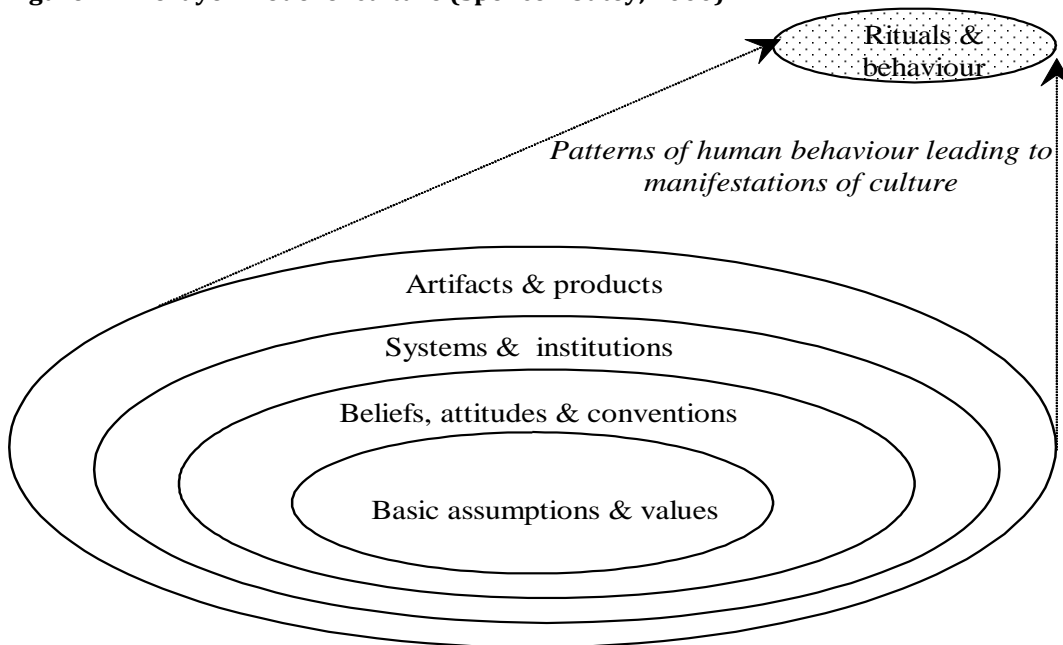 Rituals &
behaviour
Patterns of human behaviour leading to
manifestations of culture
Artifacts & products
Systems & institutions
Beliefs, attitudes & conventions
Basic assumptions & values